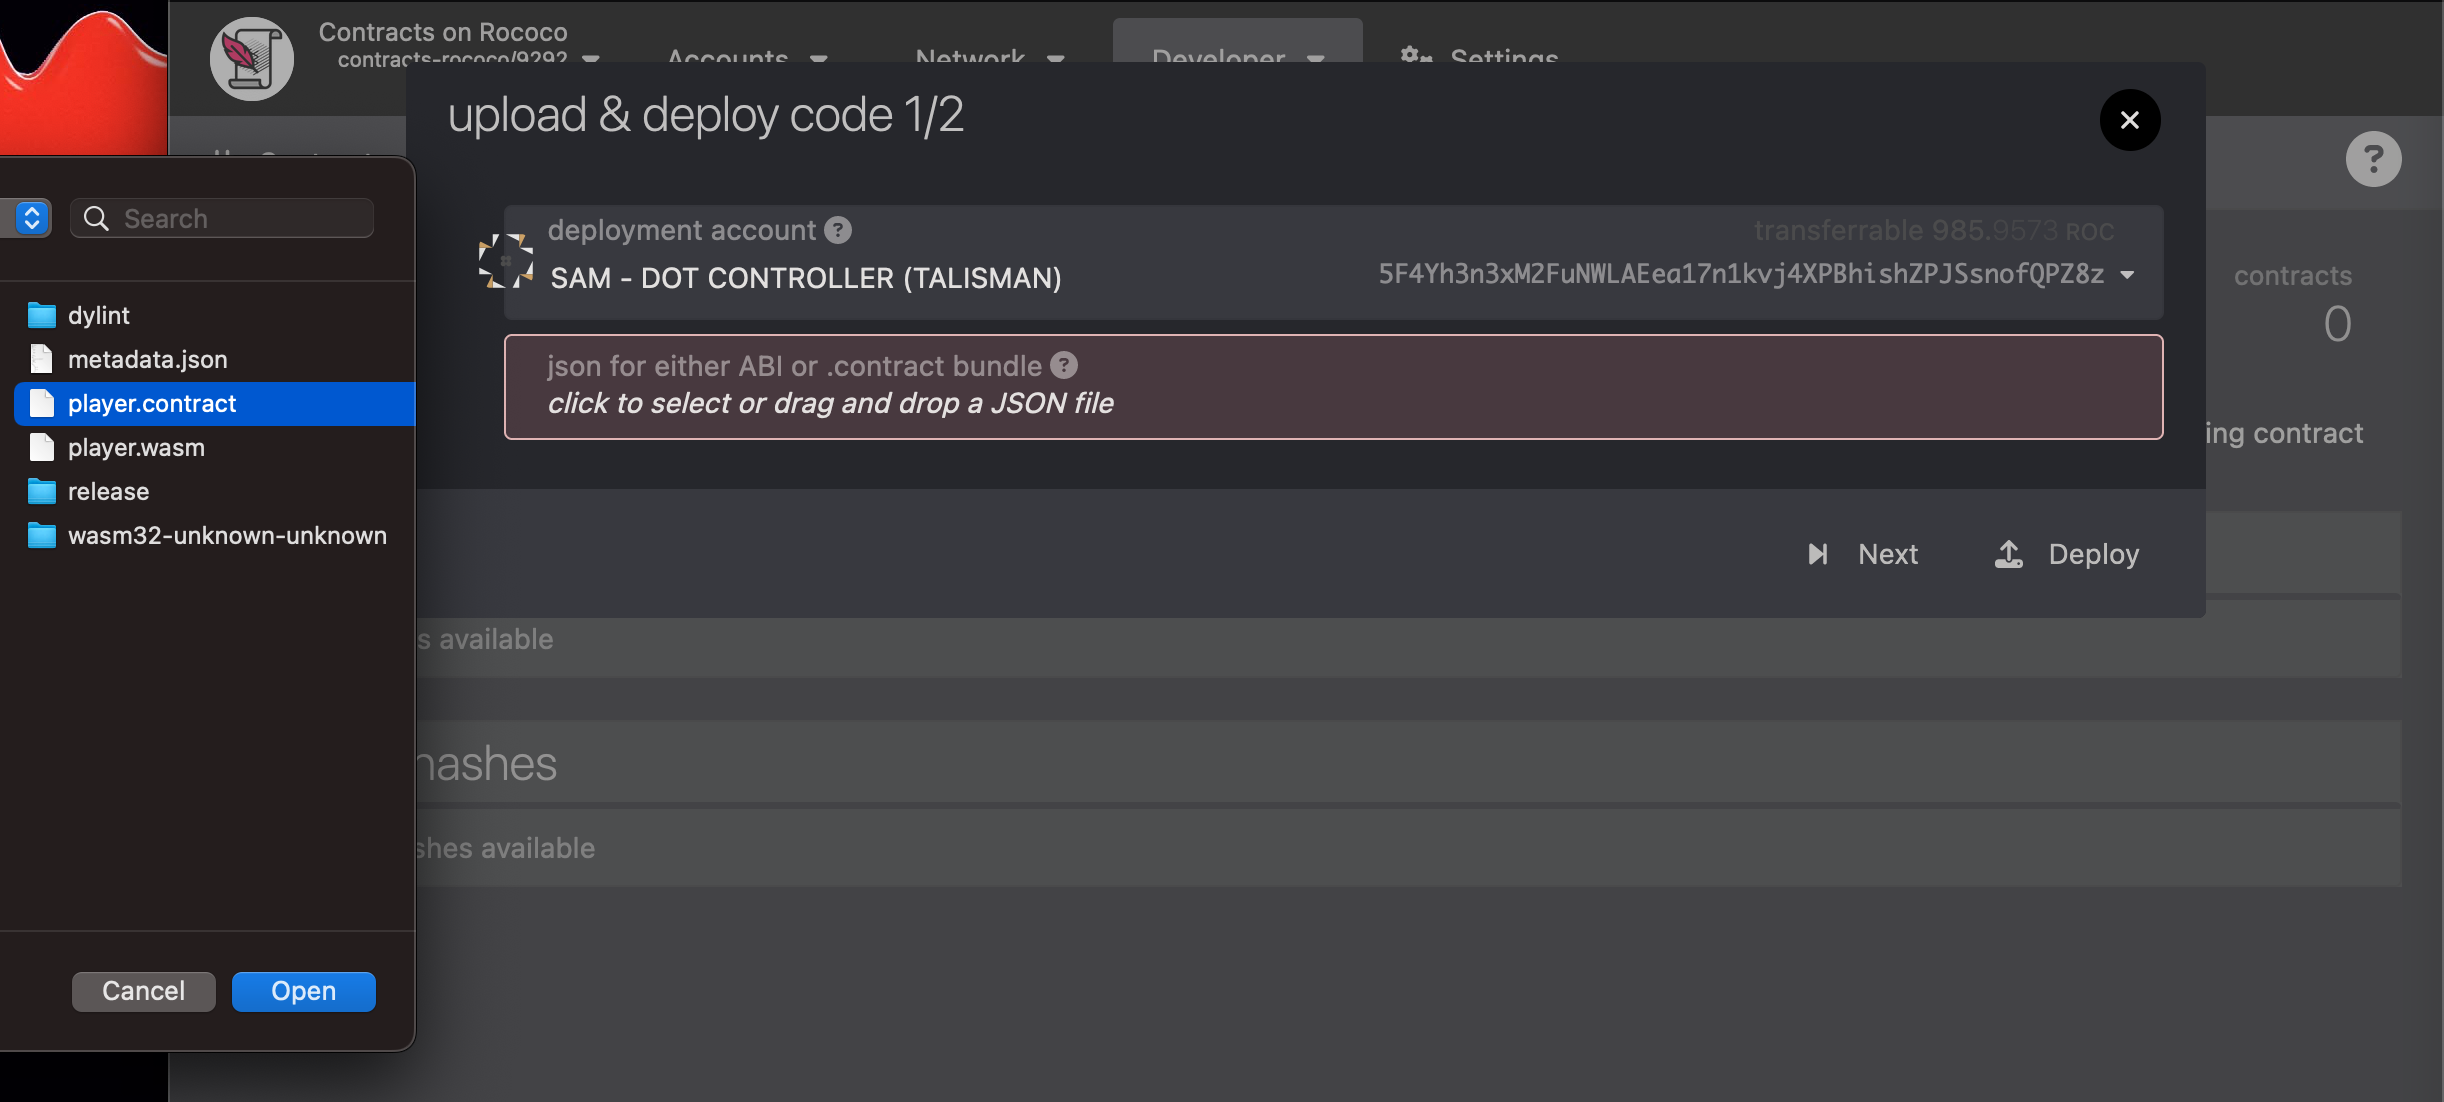 Contracts on Rococo
contracts-rococo/9292
Accounts
Network
Developer
Settings
upload & deploy code 1/2
Search
deployment account
transferrable 985.9573 ROC
SAM - DOT CONTROLLER (TALISMAN)
5F4Yh3n3xM2FuNWLAEea17n1kvj4XPBhishZPJSsnofQPZ8z
contracts
0
dylint
metadata.json
player.contract
player.wasm
release
wasm32-unknown-unknown
json for either ABI or .contract bundle
click to select or drag and drop a JSON file
ing contract
Next
Deploy
s available
hashes
shes available
Cancel
Open